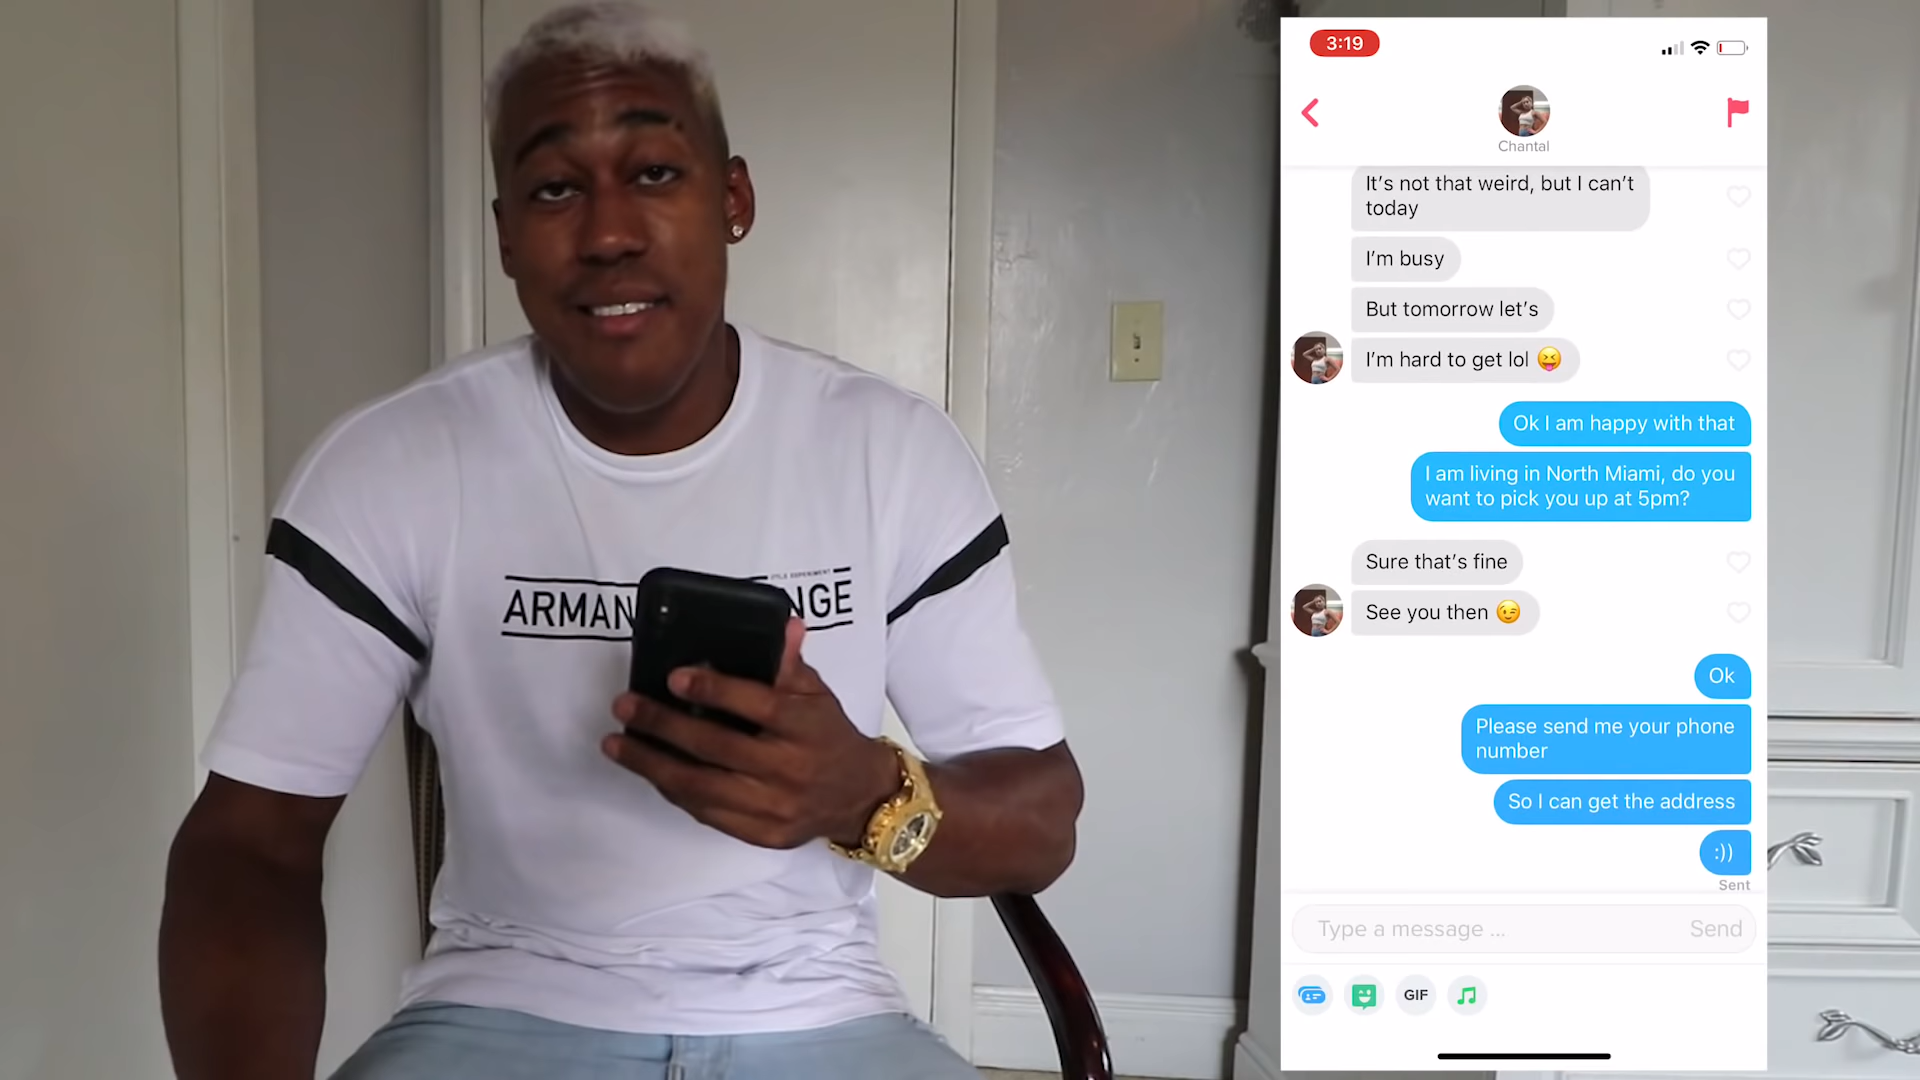 ARMAN
NGE
3:19
Chantal
It's not that weird, but I can't
today
I'm busy
But tomorrow let's
I'm hard to get lol 😝
Ok I am happy with that
I am living in North Miami, do you
want to pick you up at 5pm?
Sure that's fine
See you then 😉
Ok
Please send me your phone
number
So I can get the address
:))
Sent
Type a message ...
Send
GIF